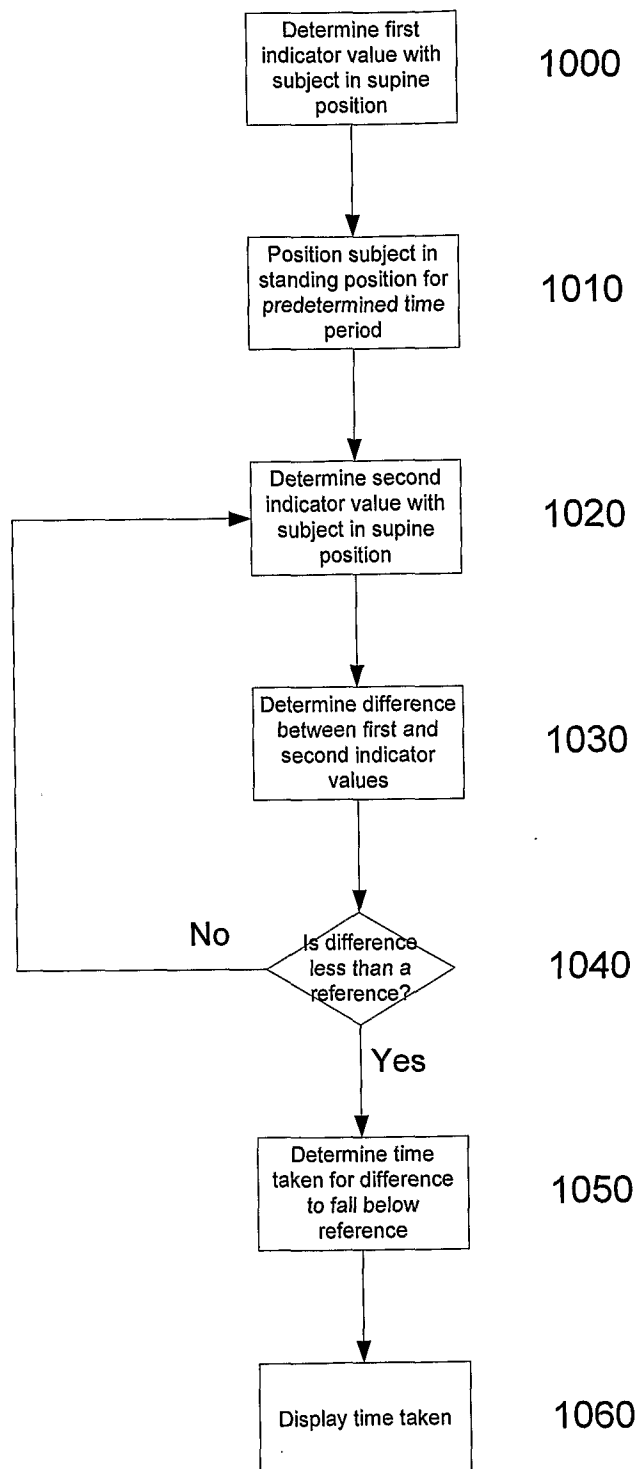 Determine first
indicator value with
subject in supine
position
1000
Position subject in
standing position for
predetermined time
period
1010
Determine second
indicator value with
subject in supine
position
1020
Determine difference
between first and
second indicator
values
1030
No
Is difference
less than a
reference?
1040
Yes
Determine time
taken for difference
to fall below
reference
1050
Display time taken
1060